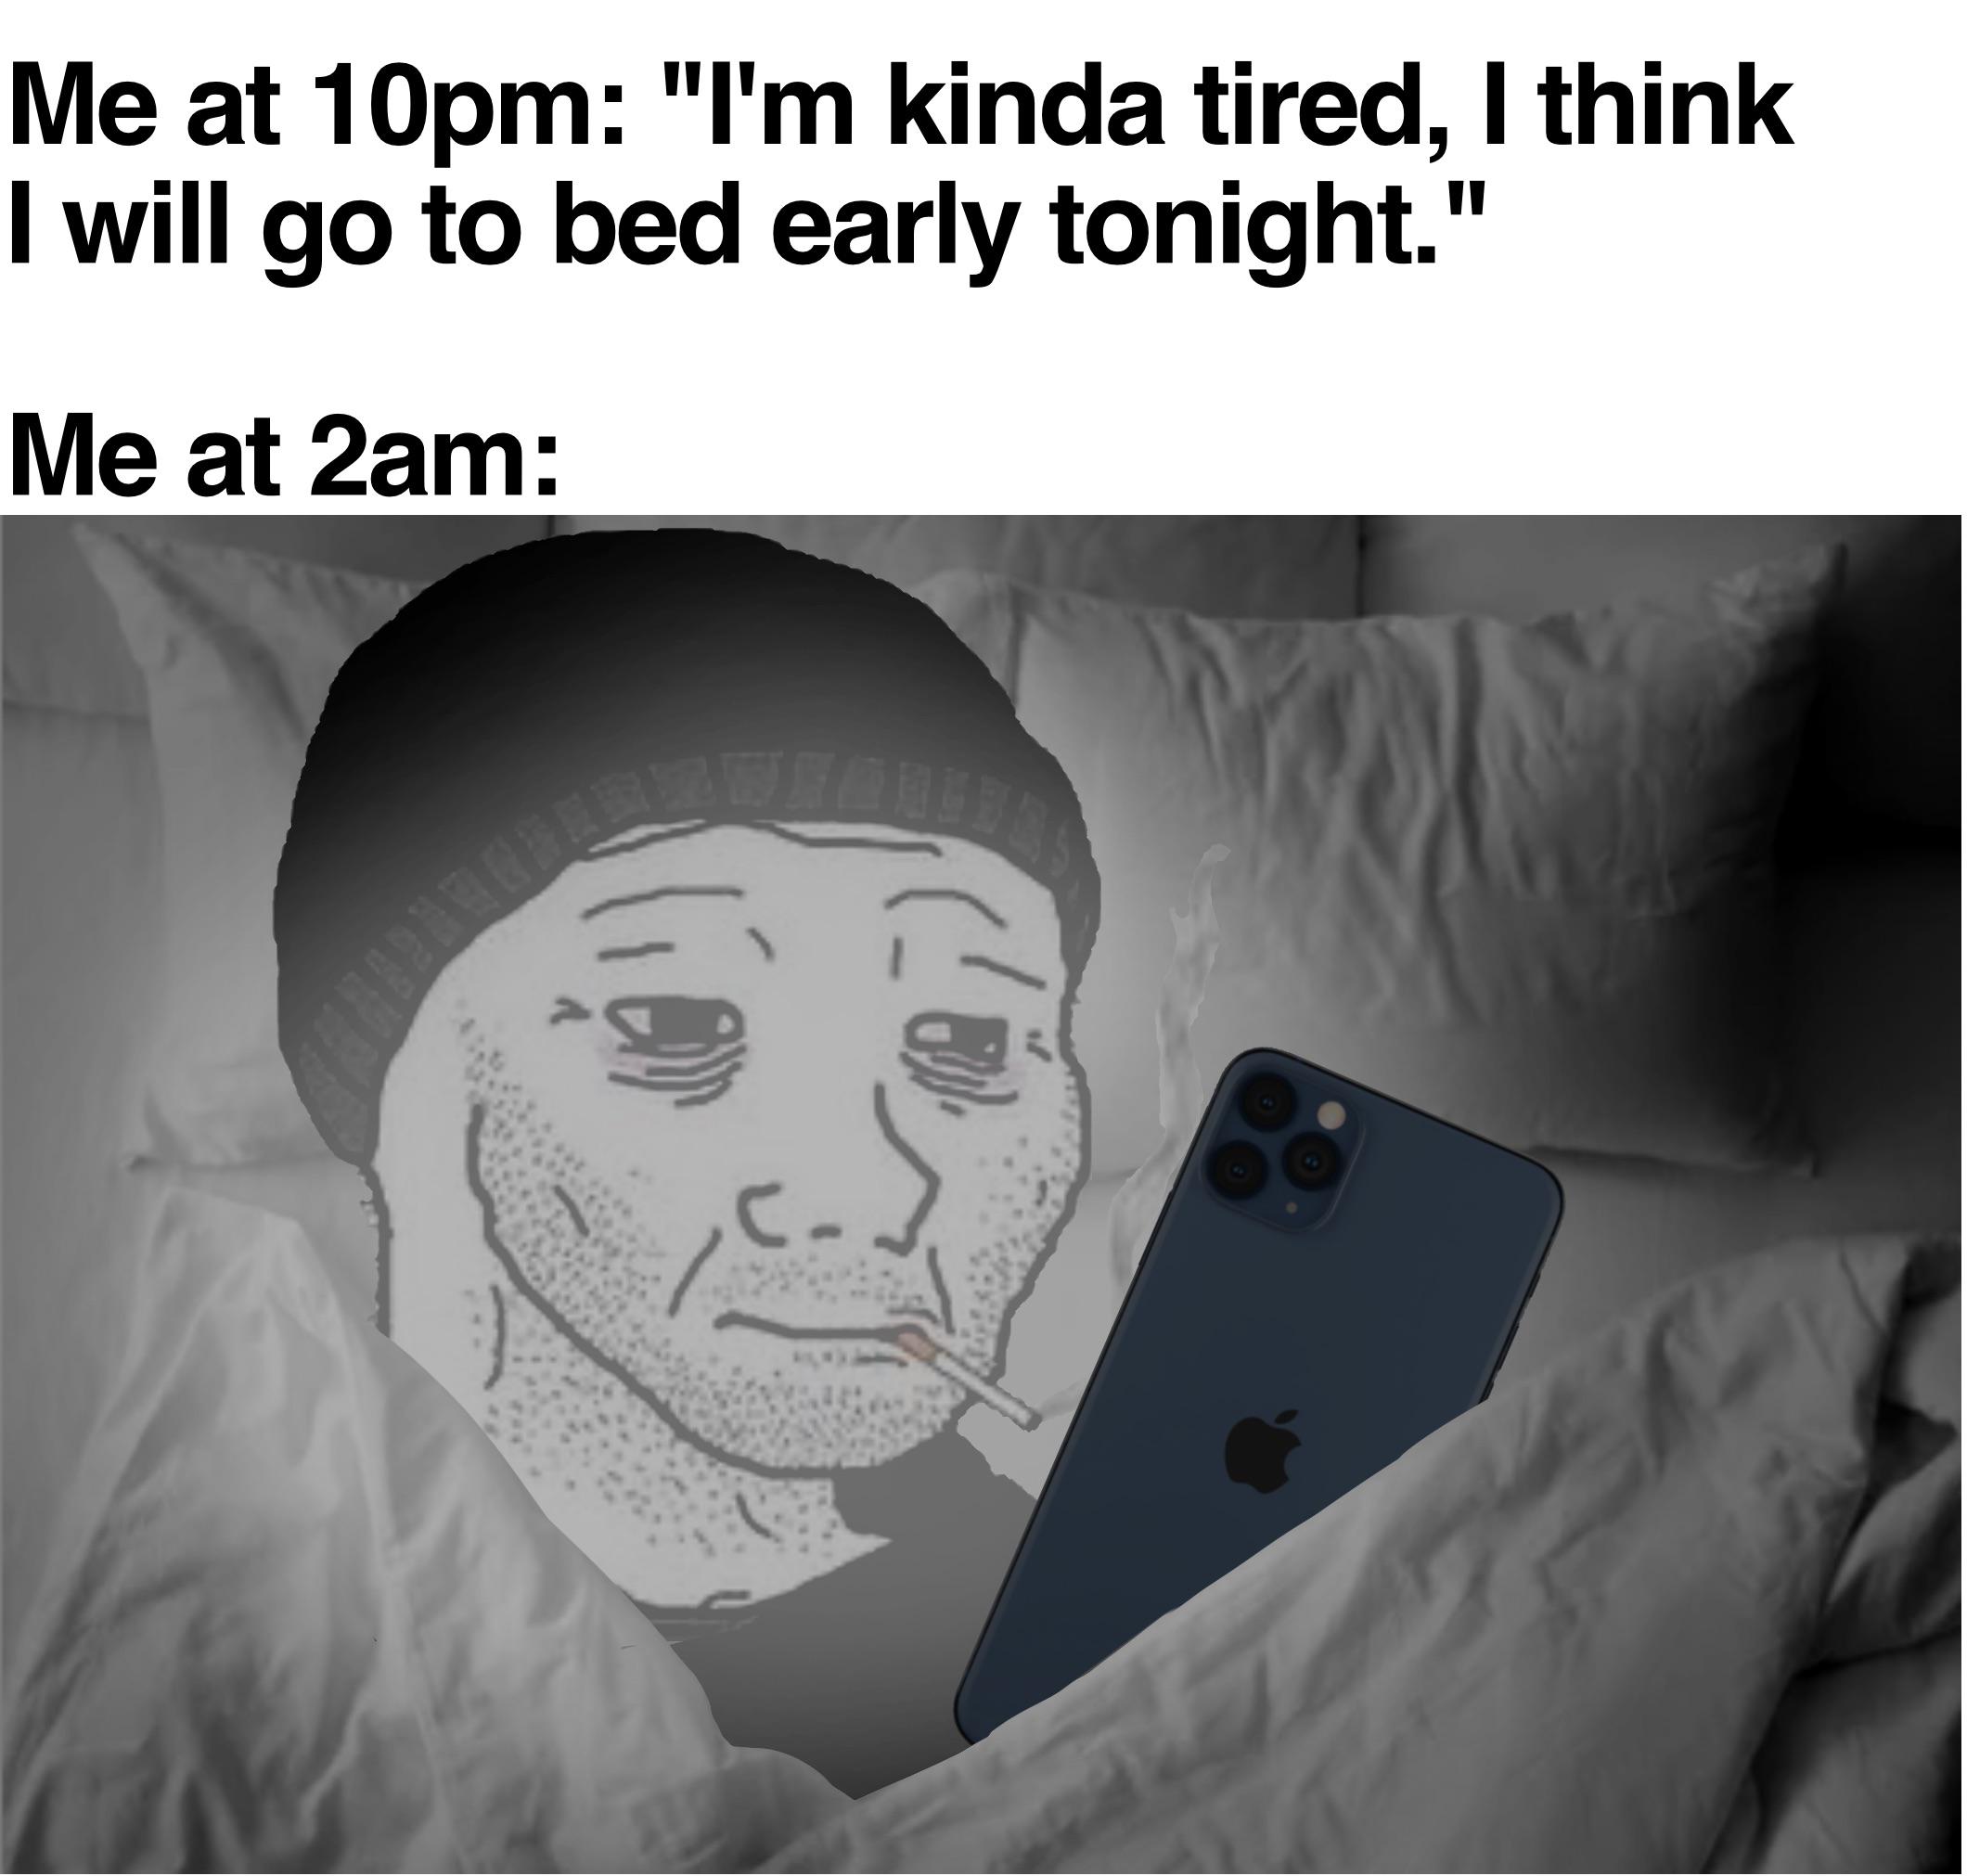 Me at 10pm: "I'm kinda tired, I think
I will go to bed early tonight."
Me at 2am: